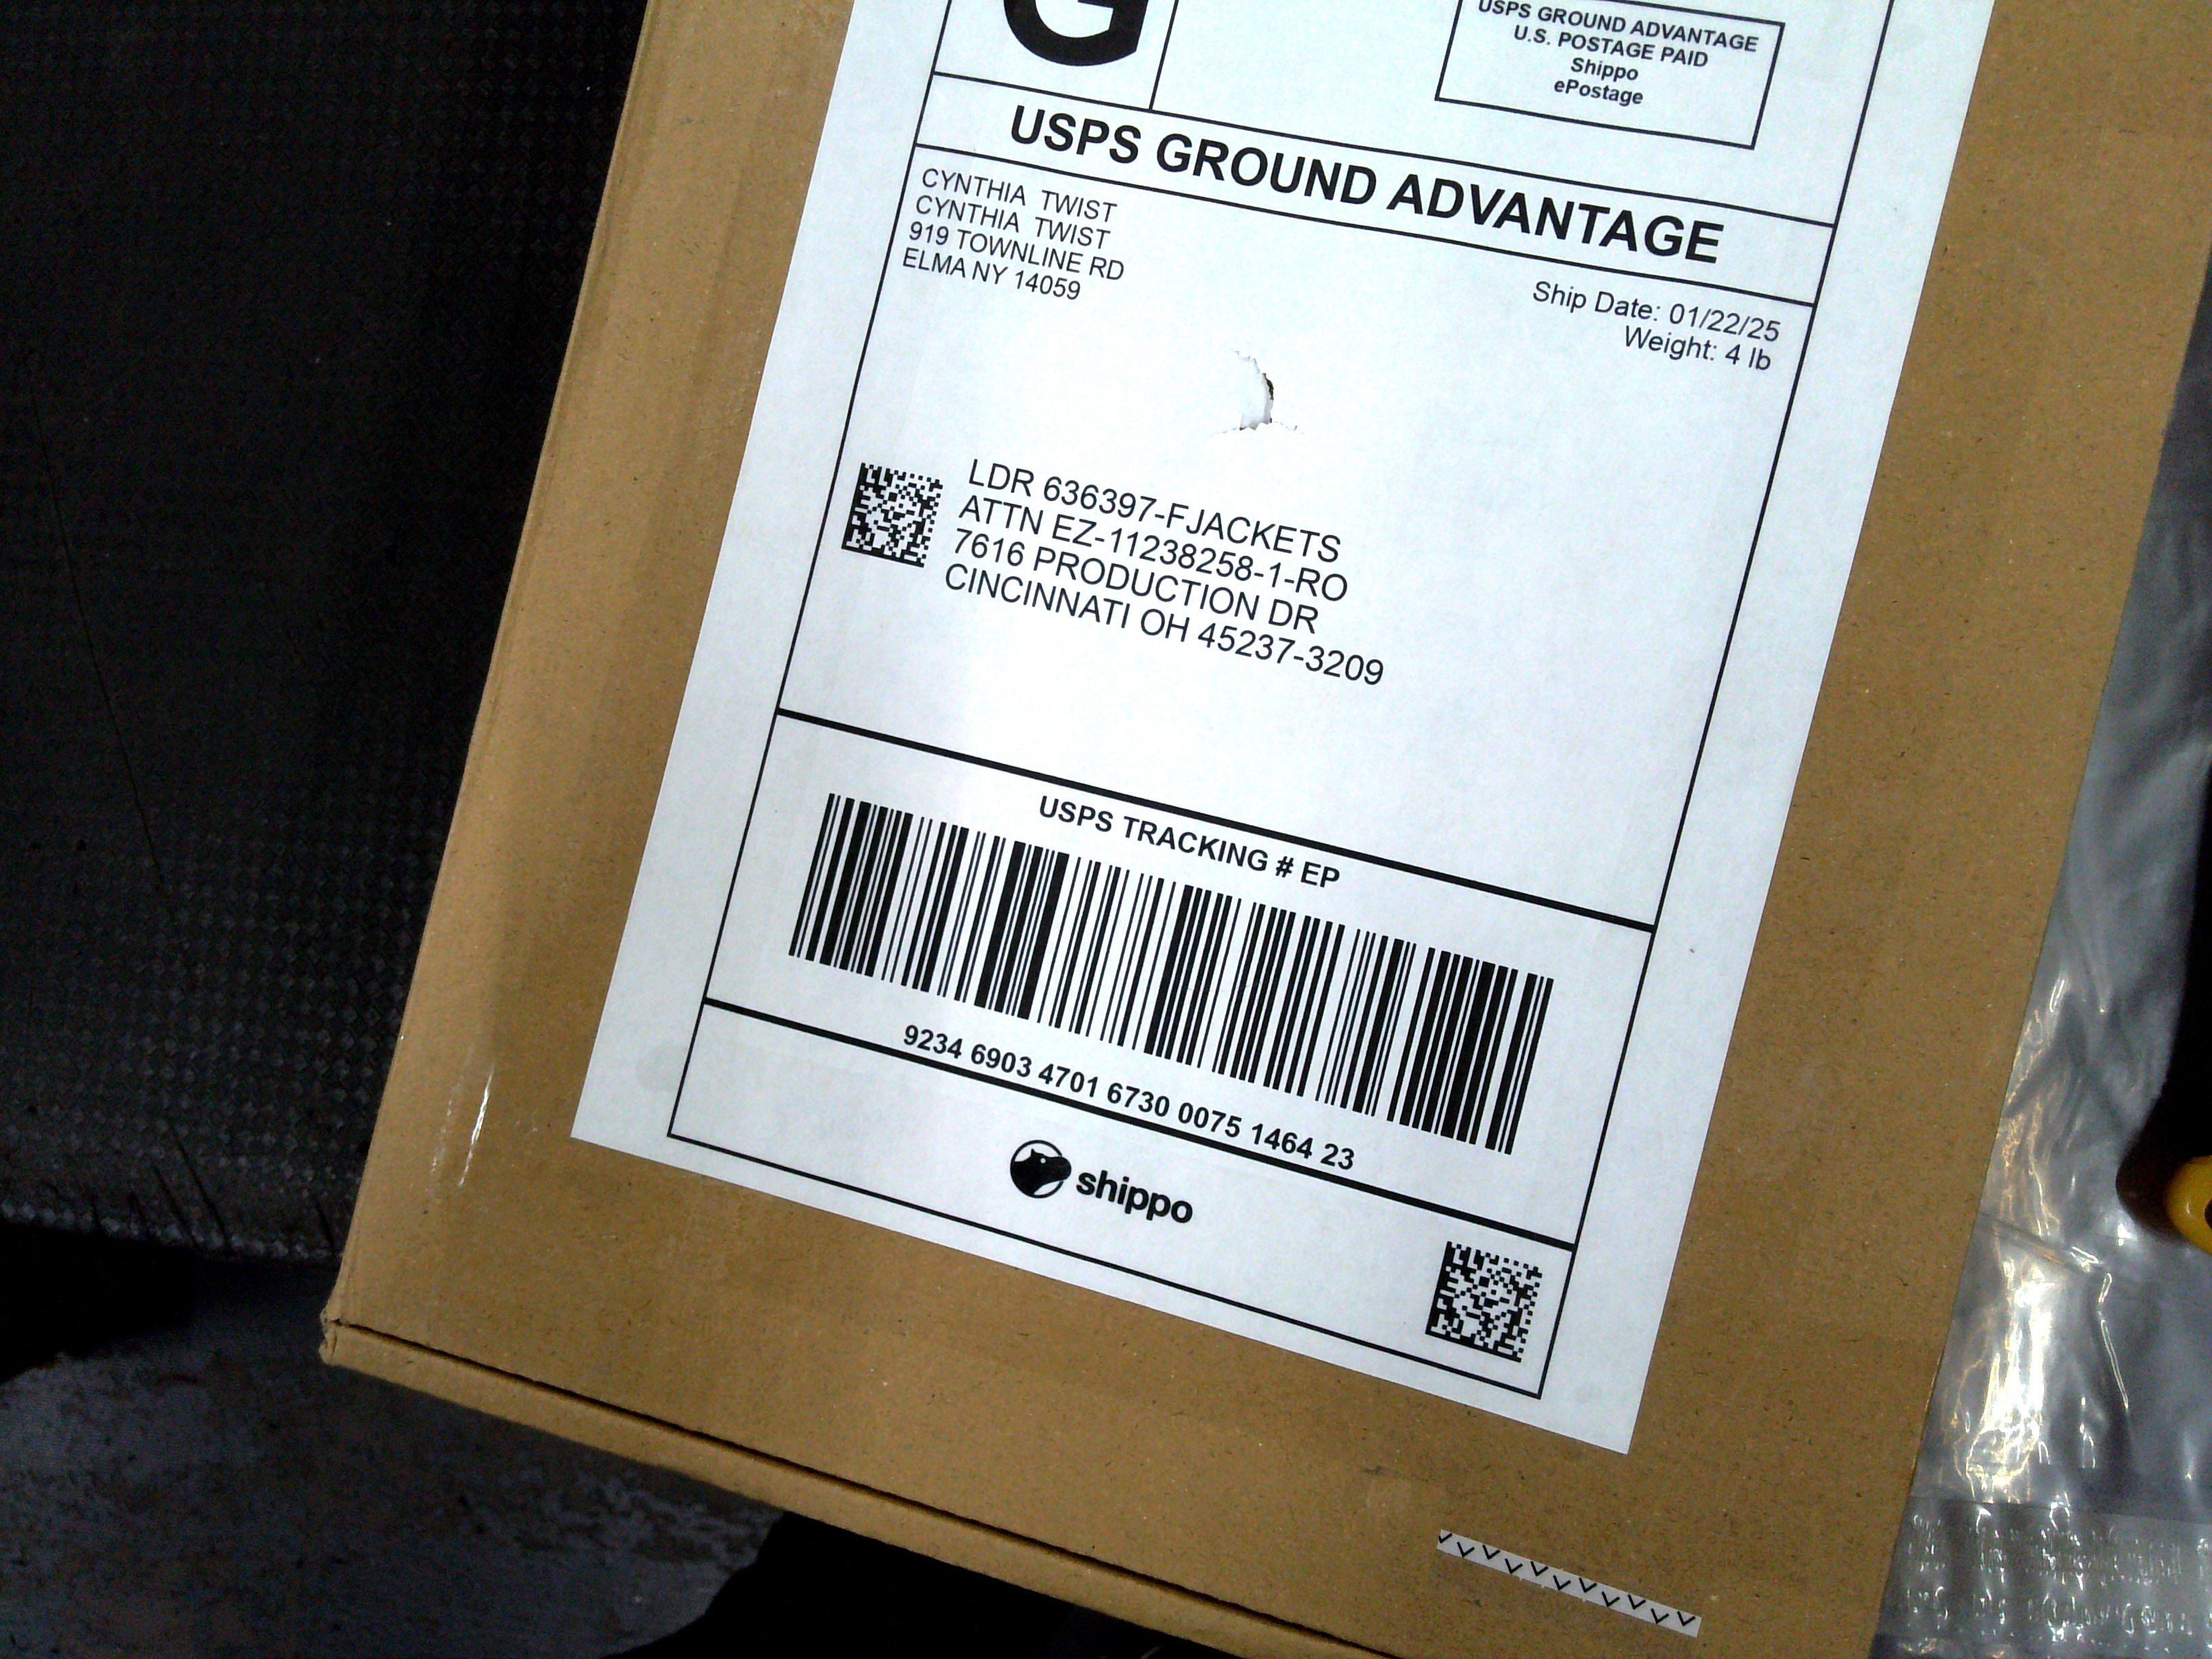 G
USPS GROUND ADVANTAGE
U.S. POSTAGE PAID
Shippo
ePostage
USPS GROUND ADVANTAGE
CYNTHIA TWIST
CYNTHIA TWIST
919 TOWNLINE RD
ELMA NY 14059
Ship Date: 01/22/25
Weight: 4 lb
LDR 636397-FJACKETS
ATTN EZ-11238258-1-RO
7616 PRODUCTION DR
CINCINNATI OH 45237-3209
USPS TRACKING # EP
9234 6903 4701 6730 0075 1464 23
shippo